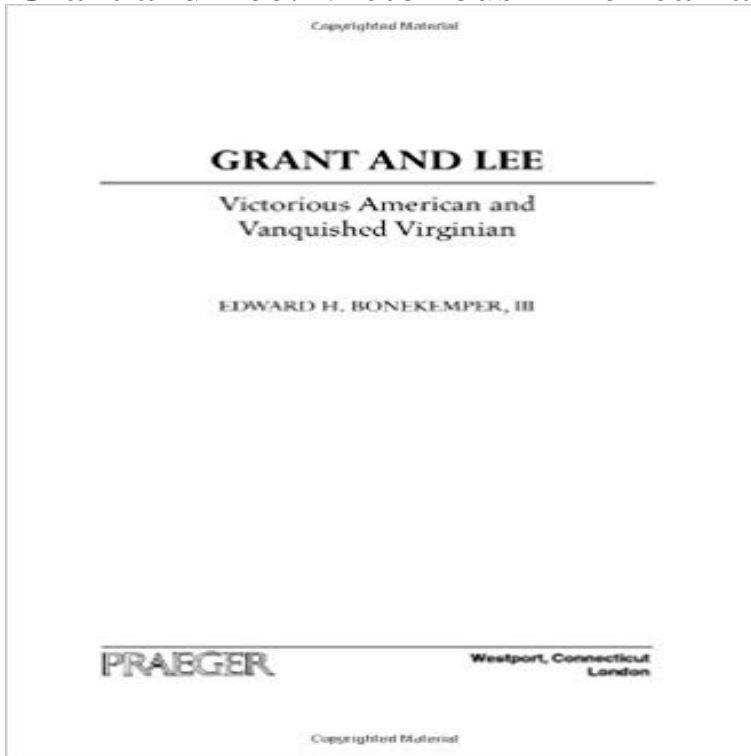 Copyrighted Material
GRANT AND LEE
Victorious American and
Vanquished Virginian
EDWARD H. BONEKEMPER, III
PRAEGER
Westport, Connecticut
London
Copyrighted Material